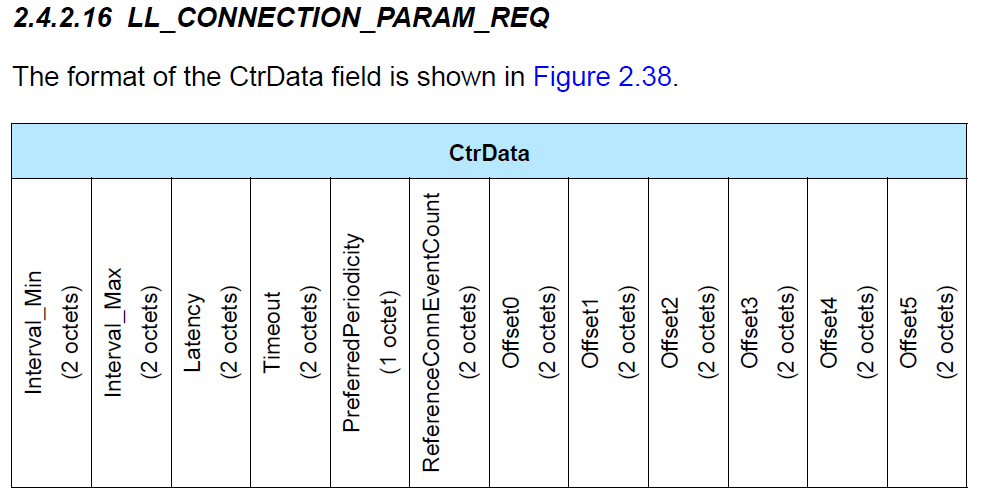 2.4.2.16 LL_CONNECTION_PARAM_REQ
The format of the CtrData field is shown in Figure 2.38.
CtrData
Interval_Min
(2 octets)
Interval_Max
(2 octets)
Latency
(2 octets)
Timeout
(2 octets)
PreferredPeriodicity
(1 octet)
ReferenceConnEventCount
(2 octets)
Offset0
(2 octets)
Offset1
(2 octets)
Offset2
(2 octets)
Offset3
(2 octets)
Offset4
(2 octets)
Offset5
(2 octets)